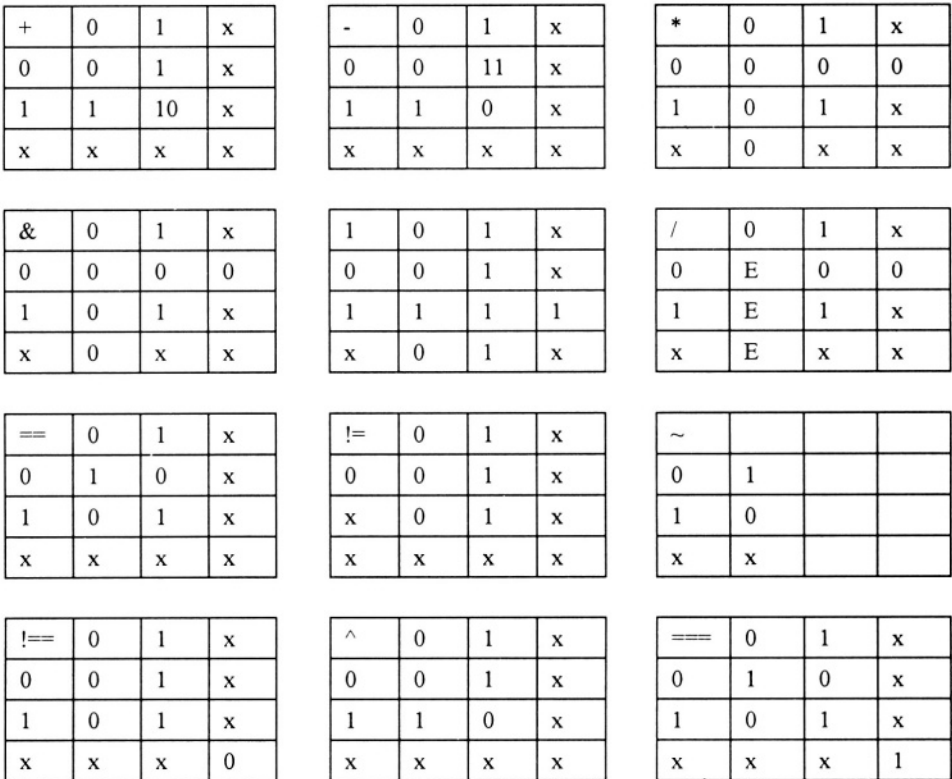 + 0 1 x - 0 1 x * 0 1 x
0 0 1 x 0 0 11 x 0 0 0 0
1 1 10 x 1 1 0 x 1 0 1 x
x x x x x x x x x 0 x x
& 0 1 x 1 0 1 x / 0 1 x
0 0 0 0 0 0 1 x 0 E 0 0
1 0 1 x 1 1 1 1 1 E 1 x
x 0 x x x 0 1 x x E x x
== 0 1 x != 0 1 x ~
0 1 0 x 0 0 1 x 0 1
1 0 1 x x 0 1 x 1 0
x x x x x x x x x x
!== 0 1 x ^ 0 1 x === 0 1 x
0 0 1 x 0 0 1 x 0 1 0 x
1 0 1 x 1 1 0 x 1 0 1 x
x x x 0 x x x x x x x 1